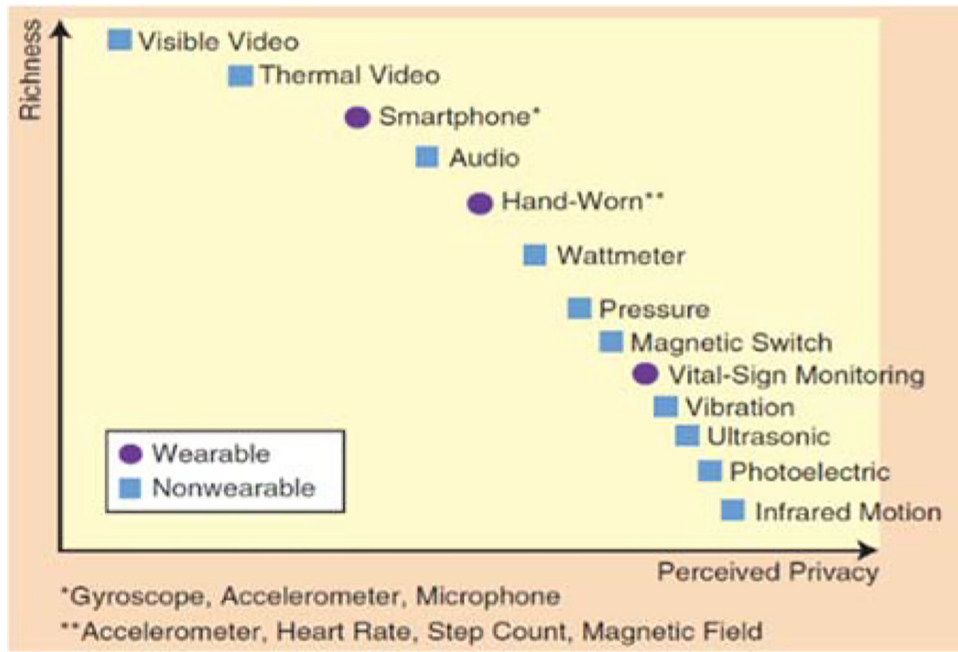 Richness
Visible Video
Thermal Video
Smartphone*
Audio
Hand-Worn**
Wattmeter
Pressure
Magnetic Switch
Vital-Sign Monitoring
Vibration
Ultrasonic
Photoelectric
Infrared Motion
Wearable
Nonwearable
Perceived Privacy
*Gyroscope, Accelerometer, Microphone
**Accelerometer, Heart Rate, Step Count, Magnetic Field